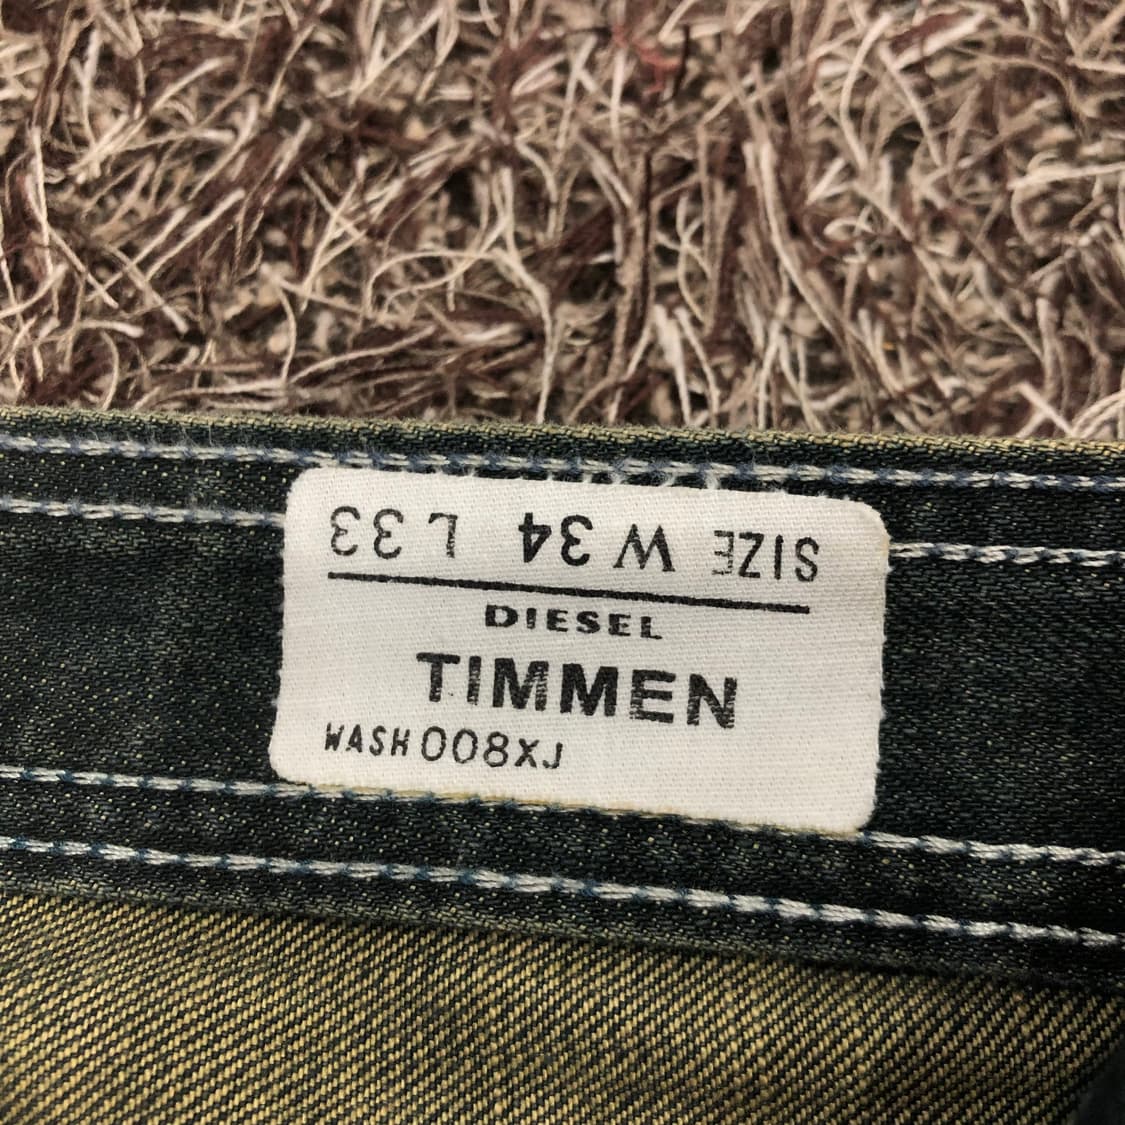 SIZE W 34 L 33
DIESEL
TIMMEN
WASH 008XJ